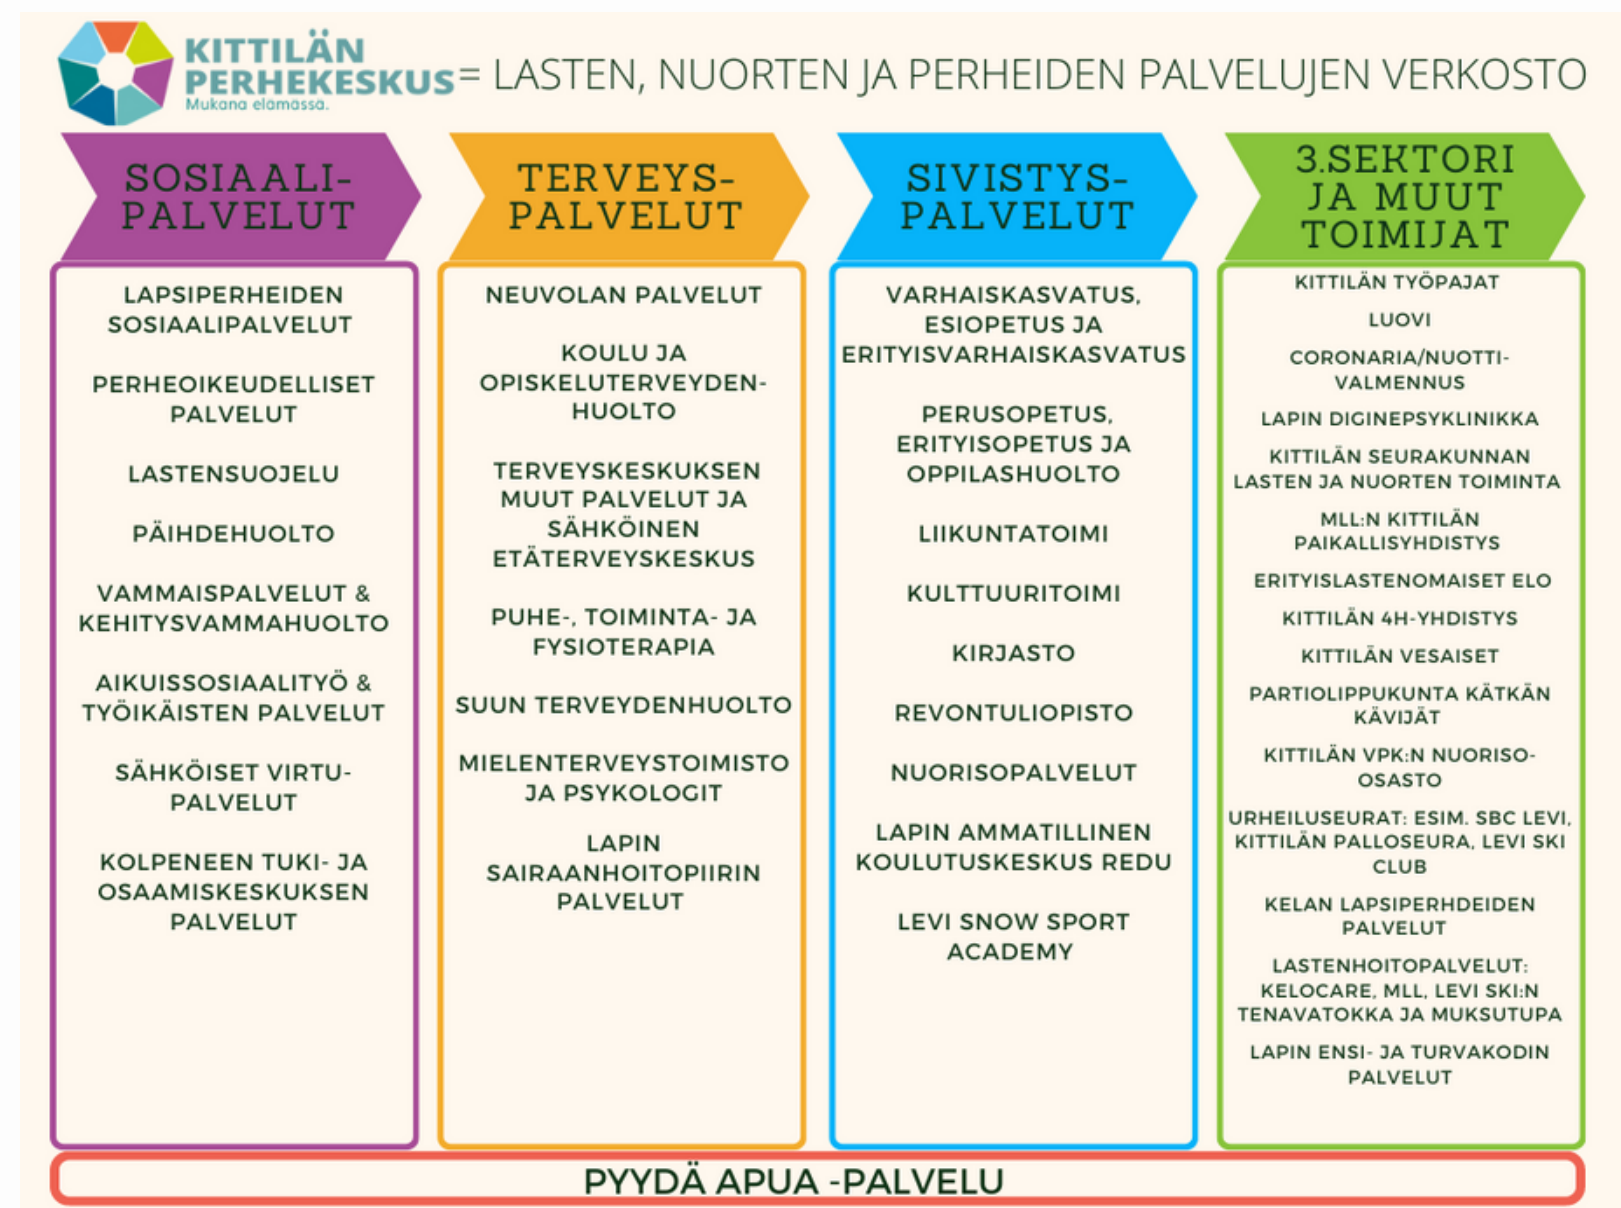 KITTILÄN
PERHEKESKUS
Mukana elämässä.
= LASTEN, NUORTEN JA PERHEIDEN PALVELUJEN VERKOSTO
SOSIAALI-
PALVELUT
LAPSIPERHEIDEN
SOSIAALIPALVELUT
PERHEOIKEUDELLISET
PALVELUT
LASTENSUOJELU
PÄIHDEHUOLTO
VAMMAISPALVELUT &
KEHITYSVAMMAHUOLTO
AIKUISSOSIAALITYÖ &
TYÖIKÄISTEN PALVELUT
SÄHKÖISET VIRTU-
PALVELUT
KOLPENEEN TUKI- JA
OSAAMISKESKUKSEN
PALVELUT
TERVEYS-
PALVELUT
NEUVOLAN PALVELUT
KOULU JA
OPISKELUTERVEYDEN-
HUOLTO
TERVEYSKESKUKSEN
MUUT PALVELUT JA
SÄHKÖINEN
ETÄTERVEYSKESKUS
PUHE-, TOIMINTA- JA
FYSIOTERAPIA
SUUN TERVEYDENHUOLTO
MIELENTERVEYSTOIMISTO
JA PSYKOLOGIT
LAPIN
SAIRAANHOITOPIIRIN
PALVELUT
SIVISTYS-
PALVELUT
VARHAISKASVATUS,
ESIOPETUS JA
ERITYISVARHAISKASVATUS
PERUSOPETUS,
ERITYISOPETUS JA
OPPILASHUOLTO
LIIKUNTATOIMI
KULTTUURITOIMI
KIRJASTO
REVONTULIOPISTO
NUORISOPALVELUT
LAPIN AMMATILLINEN
KOULUTUSKESKUS REDU
LEVI SNOW SPORT
ACADEMY
3.SEKTORI
JA MUUT
TOIMIJAT
KITTILÄN TYÖPAJAT
LUOVI
CORONARIA/NUOTTI-
VALMENNUS
LAPIN DIGINEPSYKLINIKKA
KITTILÄN SEURAKUNNAN
LASTEN JA NUORTEN TOIMINTA
MLL:N KITTILÄN
PAIKALLISYHDISTYS
ERITYISLASTENOMAISET ELO
KITTILÄN 4H-YHDISTYS
KITTILÄN VESAISET
PARTIOLIPPUKUNTA KÄTKÄN
KÄVIJÄT
KITTILÄN VPK:N NUORISO-
OSASTO
URHEILUSEURAT: ESIM. SBC LEVI,
KITTILÄN PALLOSEURA, LEVI SKI
CLUB
KELAN LAPSIPERHDEIDEN
PALVELUT
LASTENHOITOPALVELUT:
KELOCARE, MLL, LEVI SKI:N
TENAVATOKKA JA MUKSUTUPA
LAPIN ENSI- JA TURVAKODIN
PALVELUT
PYYDÄ APUA -PALVELU